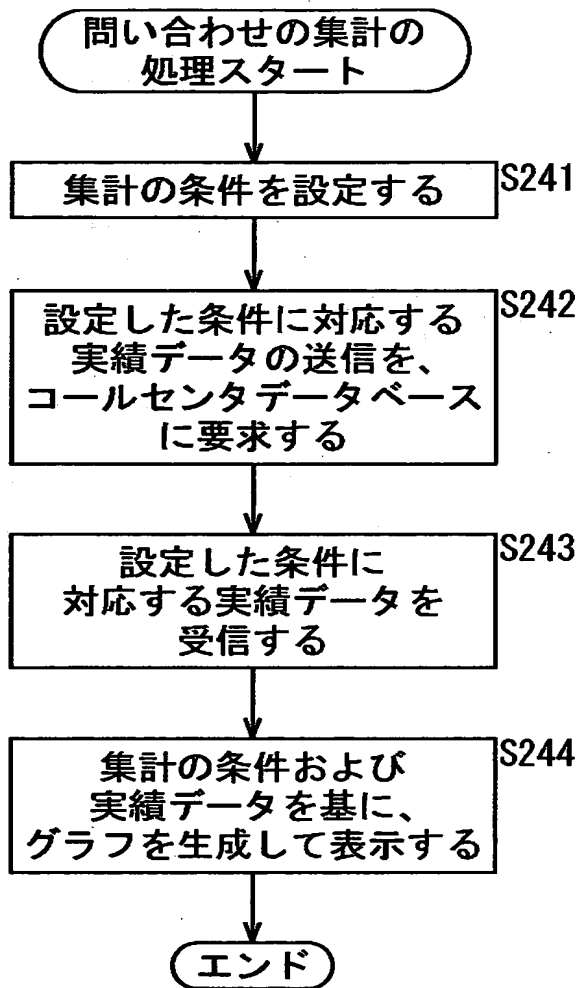 問い合わせの集計の
処理スタート
集計の条件を設定する
S241
設定した条件に対応する
実績データの送信を、
コールセンタデータベース
に要求する
S242
設定した条件に
対応する実績データを
受信する
S243
集計の条件および
実績データを基に、
グラフを生成して表示する
S244
エンド